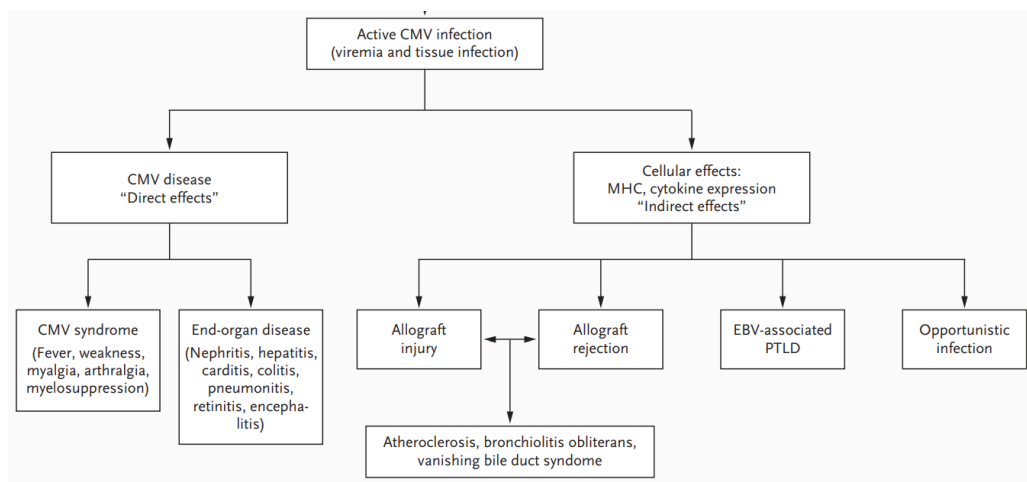 Active CMV infection
(viremia and tissue infection)
CMV disease
“Direct effects”
Cellular effects:
MHC, cytokine expression
“Indirect effects”
CMV syndrome
(Fever, weakness,
myalgia, arthralgia,
myelosuppression)
End-organ disease
(Nephritis, hepatitis,
carditis, colitis,
pneumonitis,
retinitis, encepha-
litis)
Allograft
injury
Allograft
rejection
EBV-associated
PTLD
Opportunistic
infection
Atheroclerosis, bronchiolitis obliterans,
vanishing bile duct syndome